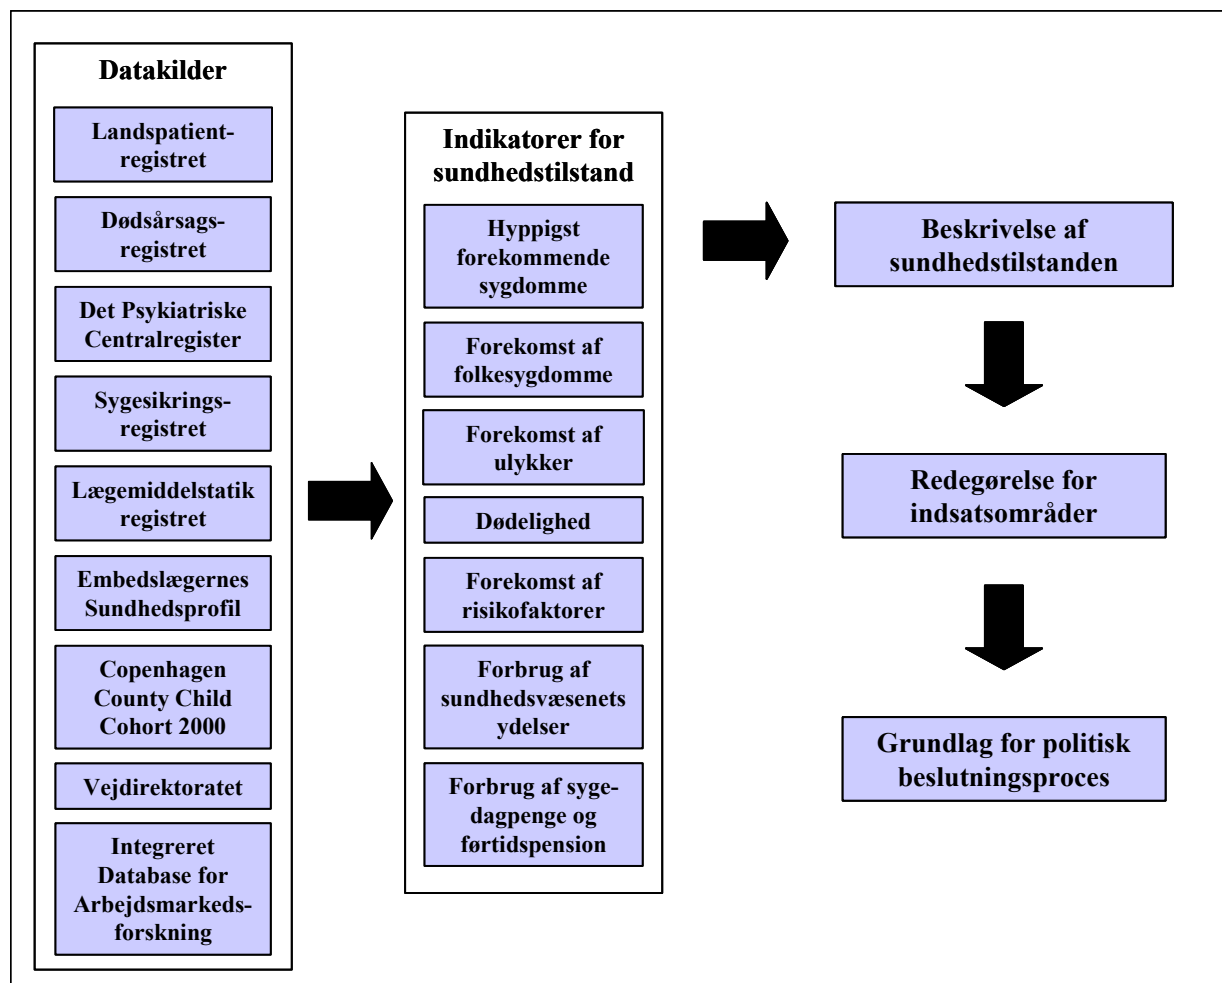 Datakilder
Landspatient-
registret
Dødsårsags-
registret
Det Psykiatriske
Centralregister
Sygesikrings-
registret
Lægemiddelstatik
registret
Embedslægernes
Sundhedsprofil
Copenhagen
County Child
Cohort 2000
Vejdirektoratet
Integreret
Database for
Arbejdsmarkeds-
forskning
Indikatorer for
sundhedstilstand
Hyppigst
forekommende
sygdomme
Forekomst af
folkesygdomme
Forekomst af
ulykker
Dødelighed
Forekomst af
risikofaktorer
Forbrug af
sundhedsvæsenets
ydelser
Forbrug af syge-
dagpenge og
førtidspension
Beskrivelse af
sundhedstilstanden
Redegørelse for
indsatsområder
Grundlag for politisk
beslutningsproces